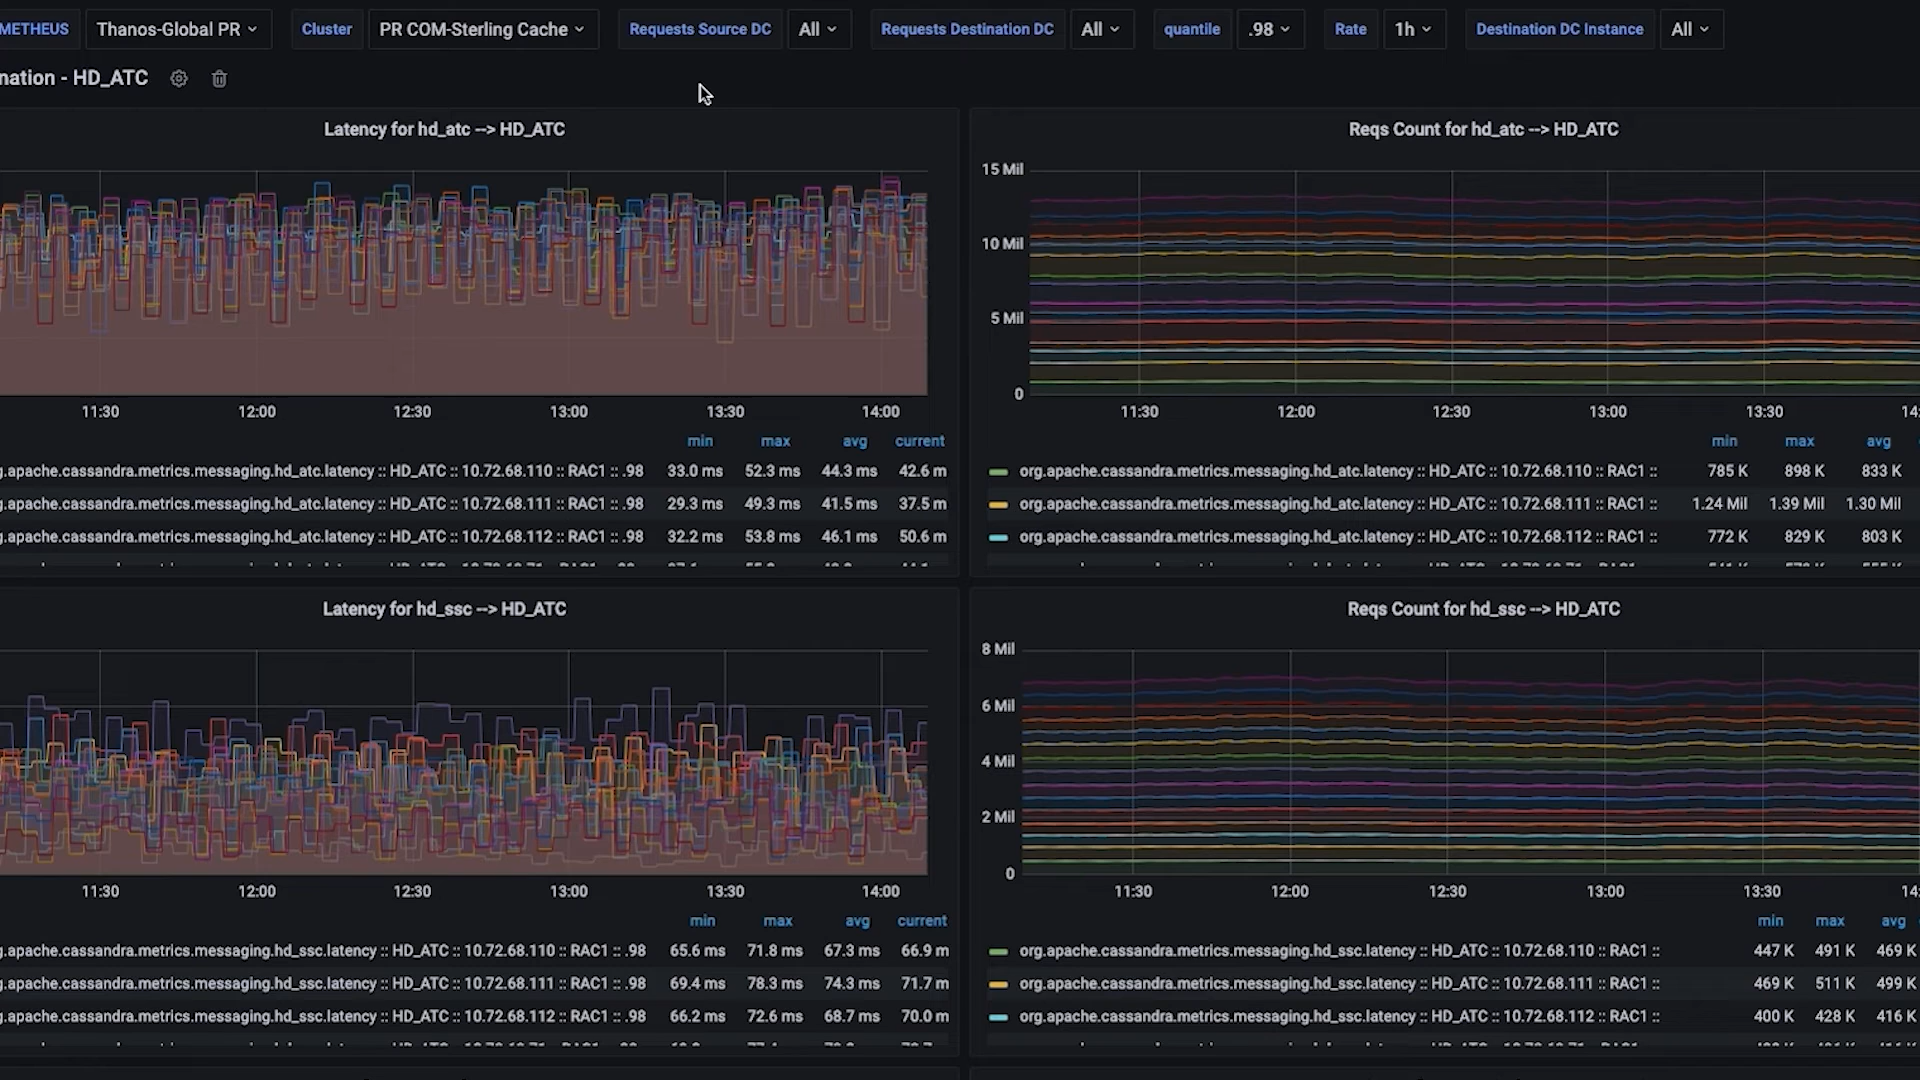 METHEUS Thanos-Global PR Cluster PR COM-Sterling Cache Requests Source DC All Requests Destination DC All quantile .98 Rate 1h Destination DC Instance All
nation - HD_ATC
Latency for hd_atc --> HD_ATC
11:30 12:00 12:30 13:00 13:30 14:00
min max avg current
g.apache.cassandra.metrics.messaging.hd_atc.latency :: HD_ATC :: 10.72.68.110 :: RAC1 :: .98 33.0 ms 52.3 ms 44.3 ms 42.6 m
g.apache.cassandra.metrics.messaging.hd_atc.latency :: HD_ATC :: 10.72.68.111 :: RAC1 :: .98 29.3 ms 49.3 ms 41.5 ms 37.5 m
g.apache.cassandra.metrics.messaging.hd_atc.latency :: HD_ATC :: 10.72.68.112 :: RAC1 :: .98 32.2 ms 53.8 ms 46.1 ms 50.6 m
Reqs Count for hd_atc --> HD_ATC
15 Mil
10 Mil
5 Mil
0
11:30 12:00 12:30 13:00 13:30 14:
min max avg
org.apache.cassandra.metrics.messaging.hd_atc.latency :: HD_ATC :: 10.72.68.110 :: RAC1 :: 785 K 898 K 833 K
org.apache.cassandra.metrics.messaging.hd_atc.latency :: HD_ATC :: 10.72.68.111 :: RAC1 :: 1.24 Mil 1.39 Mil 1.30 Mil
org.apache.cassandra.metrics.messaging.hd_atc.latency :: HD_ATC :: 10.72.68.112 :: RAC1 :: 772 K 829 K 803 K
Latency for hd_ssc --> HD_ATC
11:30 12:00 12:30 13:00 13:30 14:00
min max avg current
g.apache.cassandra.metrics.messaging.hd_ssc.latency :: HD_ATC :: 10.72.68.110 :: RAC1 :: .98 65.6 ms 71.8 ms 67.3 ms 66.9 m
g.apache.cassandra.metrics.messaging.hd_ssc.latency :: HD_ATC :: 10.72.68.111 :: RAC1 :: .98 69.4 ms 78.3 ms 74.3 ms 71.7 m
g.apache.cassandra.metrics.messaging.hd_ssc.latency :: HD_ATC :: 10.72.68.112 :: RAC1 :: .98 66.2 ms 72.6 ms 68.7 ms 70.0 m
Reqs Count for hd_ssc --> HD_ATC
8 Mil
6 Mil
4 Mil
2 Mil
0
11:30 12:00 12:30 13:00 13:30 14:
min max avg
org.apache.cassandra.metrics.messaging.hd_ssc.latency :: HD_ATC :: 10.72.68.110 :: RAC1 :: 447 K 491 K 469 K
org.apache.cassandra.metrics.messaging.hd_ssc.latency :: HD_ATC :: 10.72.68.111 :: RAC1 :: 469 K 511 K 499 K
org.apache.cassandra.metrics.messaging.hd_ssc.latency :: HD_ATC :: 10.72.68.112 :: RAC1 :: 400 K 428 K 416 K